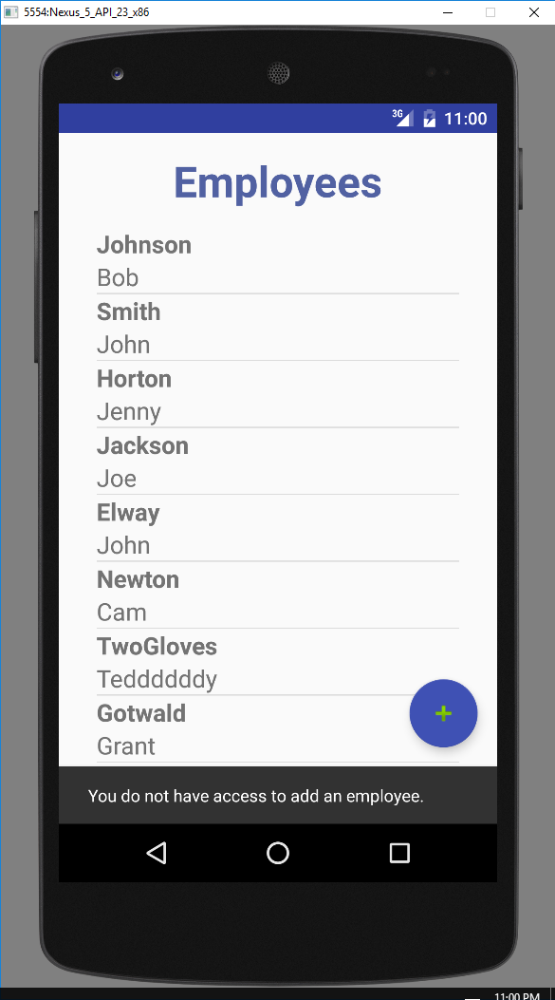 5554:Nexus_5_API_23_x86
3G 11:00
Employees
Johnson
Bob
Smith
John
Horton
Jenny
Jackson
Joe
Elway
John
Newton
Cam
TwoGloves
Teddddddy
Gotwald
Grant
+
You do not have access to add an employee.
11:00 PM